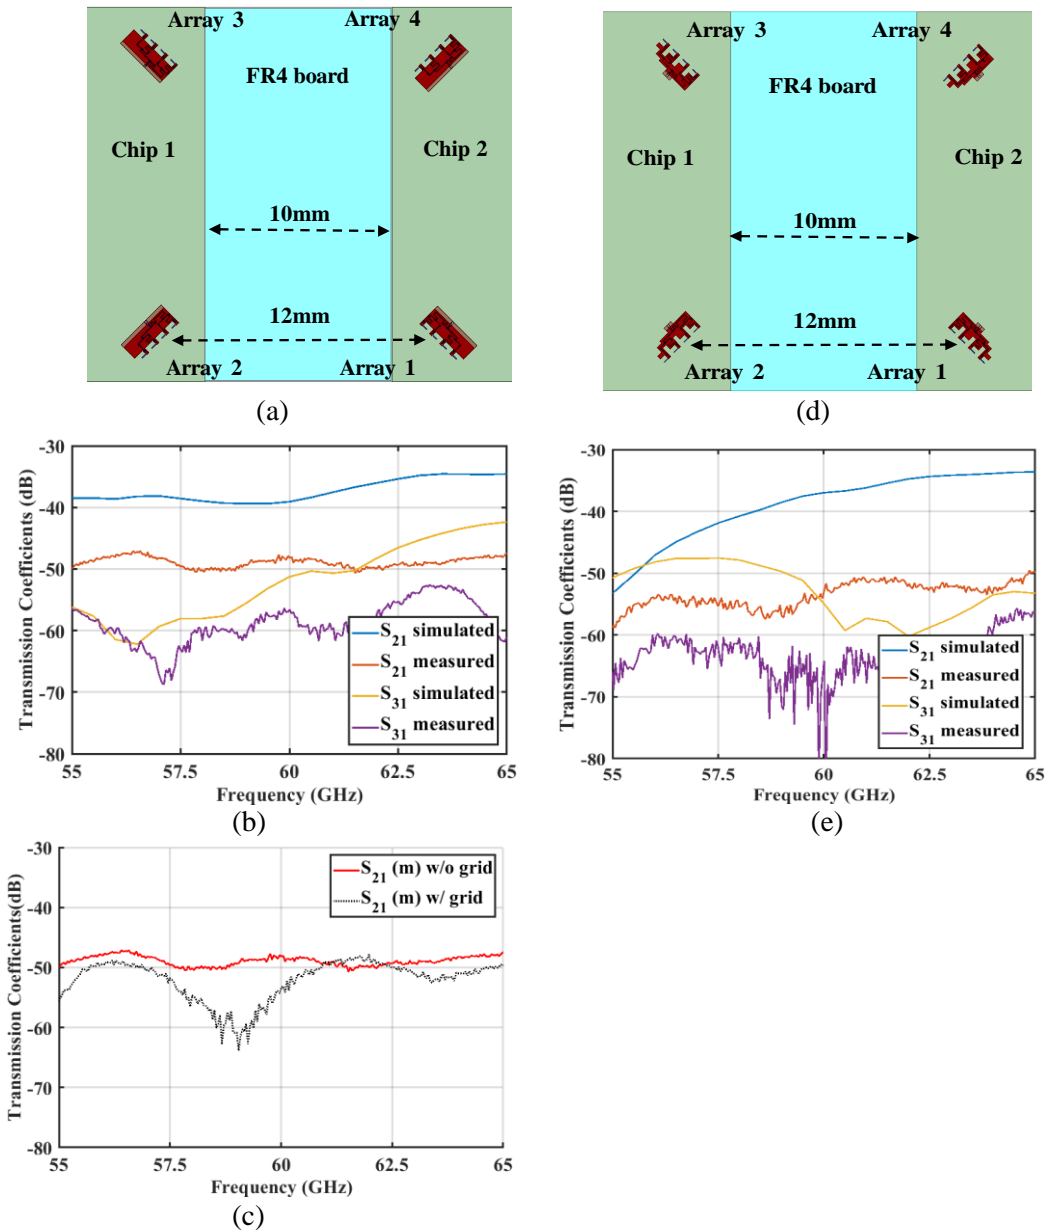 Array 3
Array 4
FR4 board
Chip 1
Chip 2
10mm
12mm
Array 2
Array 1
(a)
Array 3
Array 4
FR4 board
Chip 1
Chip 2
10mm
12mm
Array 2
Array 1
(d)
-30
-40
-50
-60
-70
-80
Transmission Coefficients (dB)
S21 simulated
S21 measured
S31 simulated
S31 measured
55 57.5 60 62.5 65
Frequency (GHz)
(b)
-30
-40
-50
-60
-70
-80
Transmission Coefficients (dB)
S21 simulated
S21 measured
S31 simulated
S31 measured
55 57.5 60 62.5 65
Frequency (GHz)
(e)
-30
-40
-50
-60
-70
-80
Transmission Coefficients(dB)
S21 (m) w/o grid
S21 (m) w/ grid
55 57.5 60 62.5 65
Frequency (GHz)
(c)